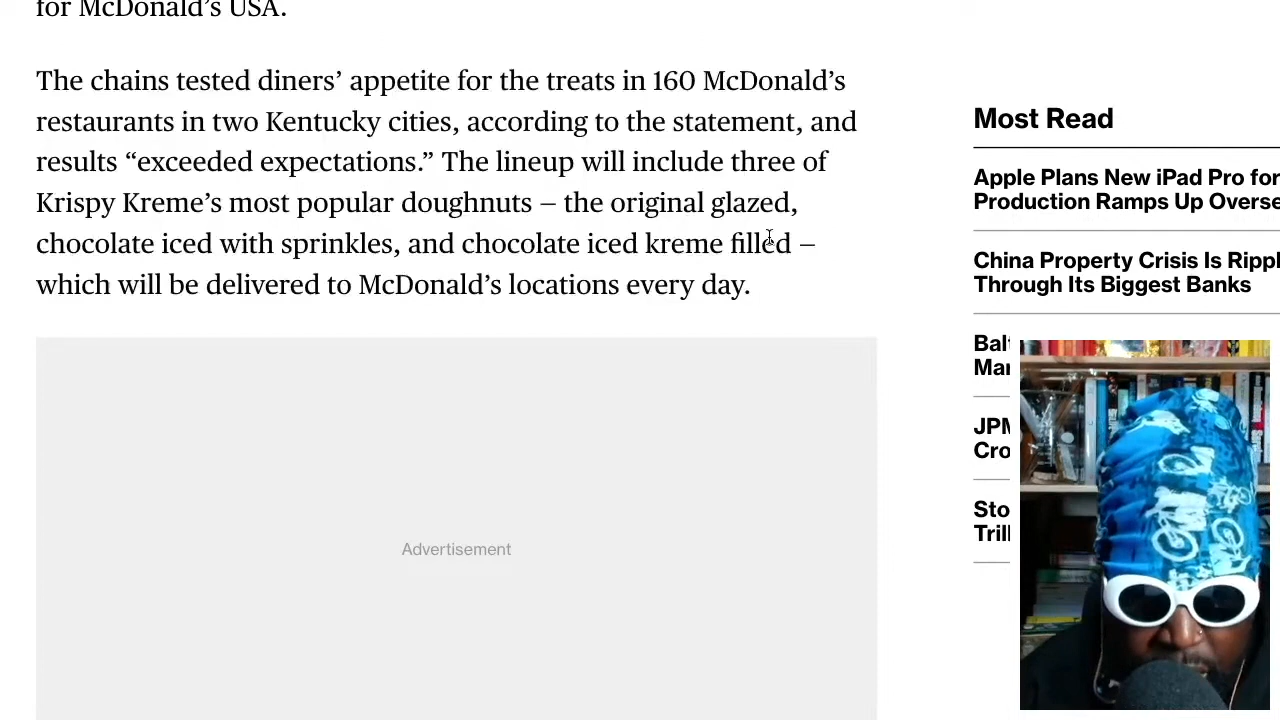 for McDonald’s USA.
The chains tested diners’ appetite for the treats in 160 McDonald’s
restaurants in two Kentucky cities, according to the statement, and
results “exceeded expectations.” The lineup will include three of
Krispy Kreme’s most popular doughnuts – the original glazed,
chocolate iced with sprinkles, and chocolate iced kreme filled –
which will be delivered to McDonald’s locations every day.
Advertisement
Most Read
Apple Plans New iPad Pro for
Production Ramps Up
China Property Crisis Is
Through Its Biggest Banks